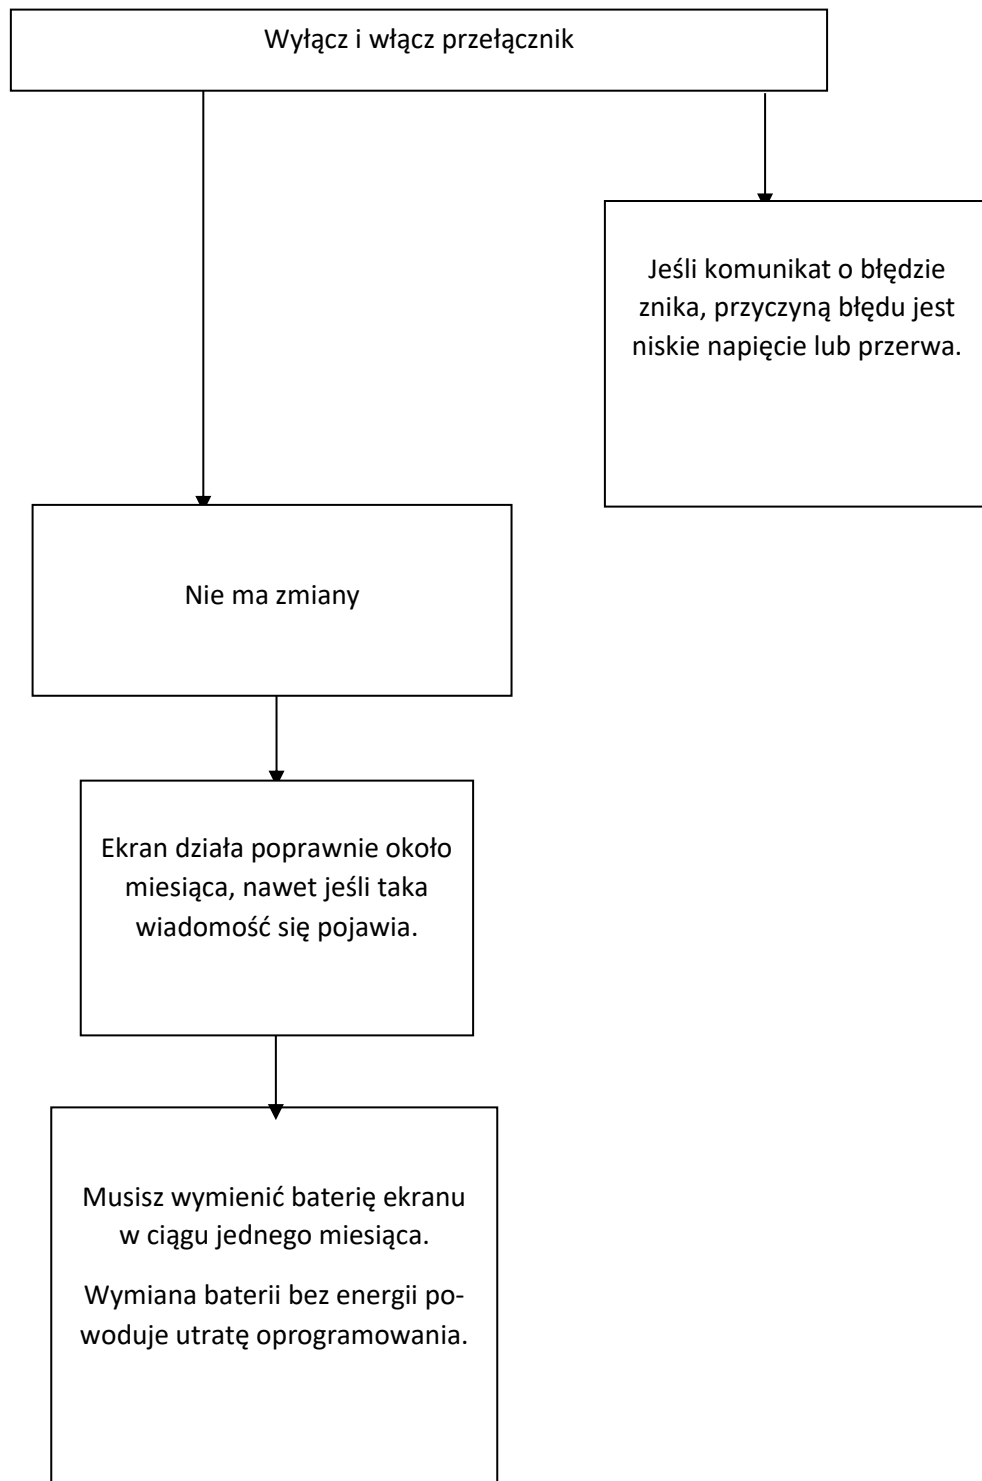 Wyłącz i włącz przełącznik
Jeśli komunikat o błędzie
znika, przyczyną błędu jest
niskie napięcie lub przerwa.
Nie ma zmiany
Ekran działa poprawnie około
miesiąca, nawet jeśli taka
wiadomość się pojawia.
Musisz wymienić baterię ekranu
w ciągu jednego miesiąca.
Wymiana baterii bez energii po-
woduje utratę oprogramowania.